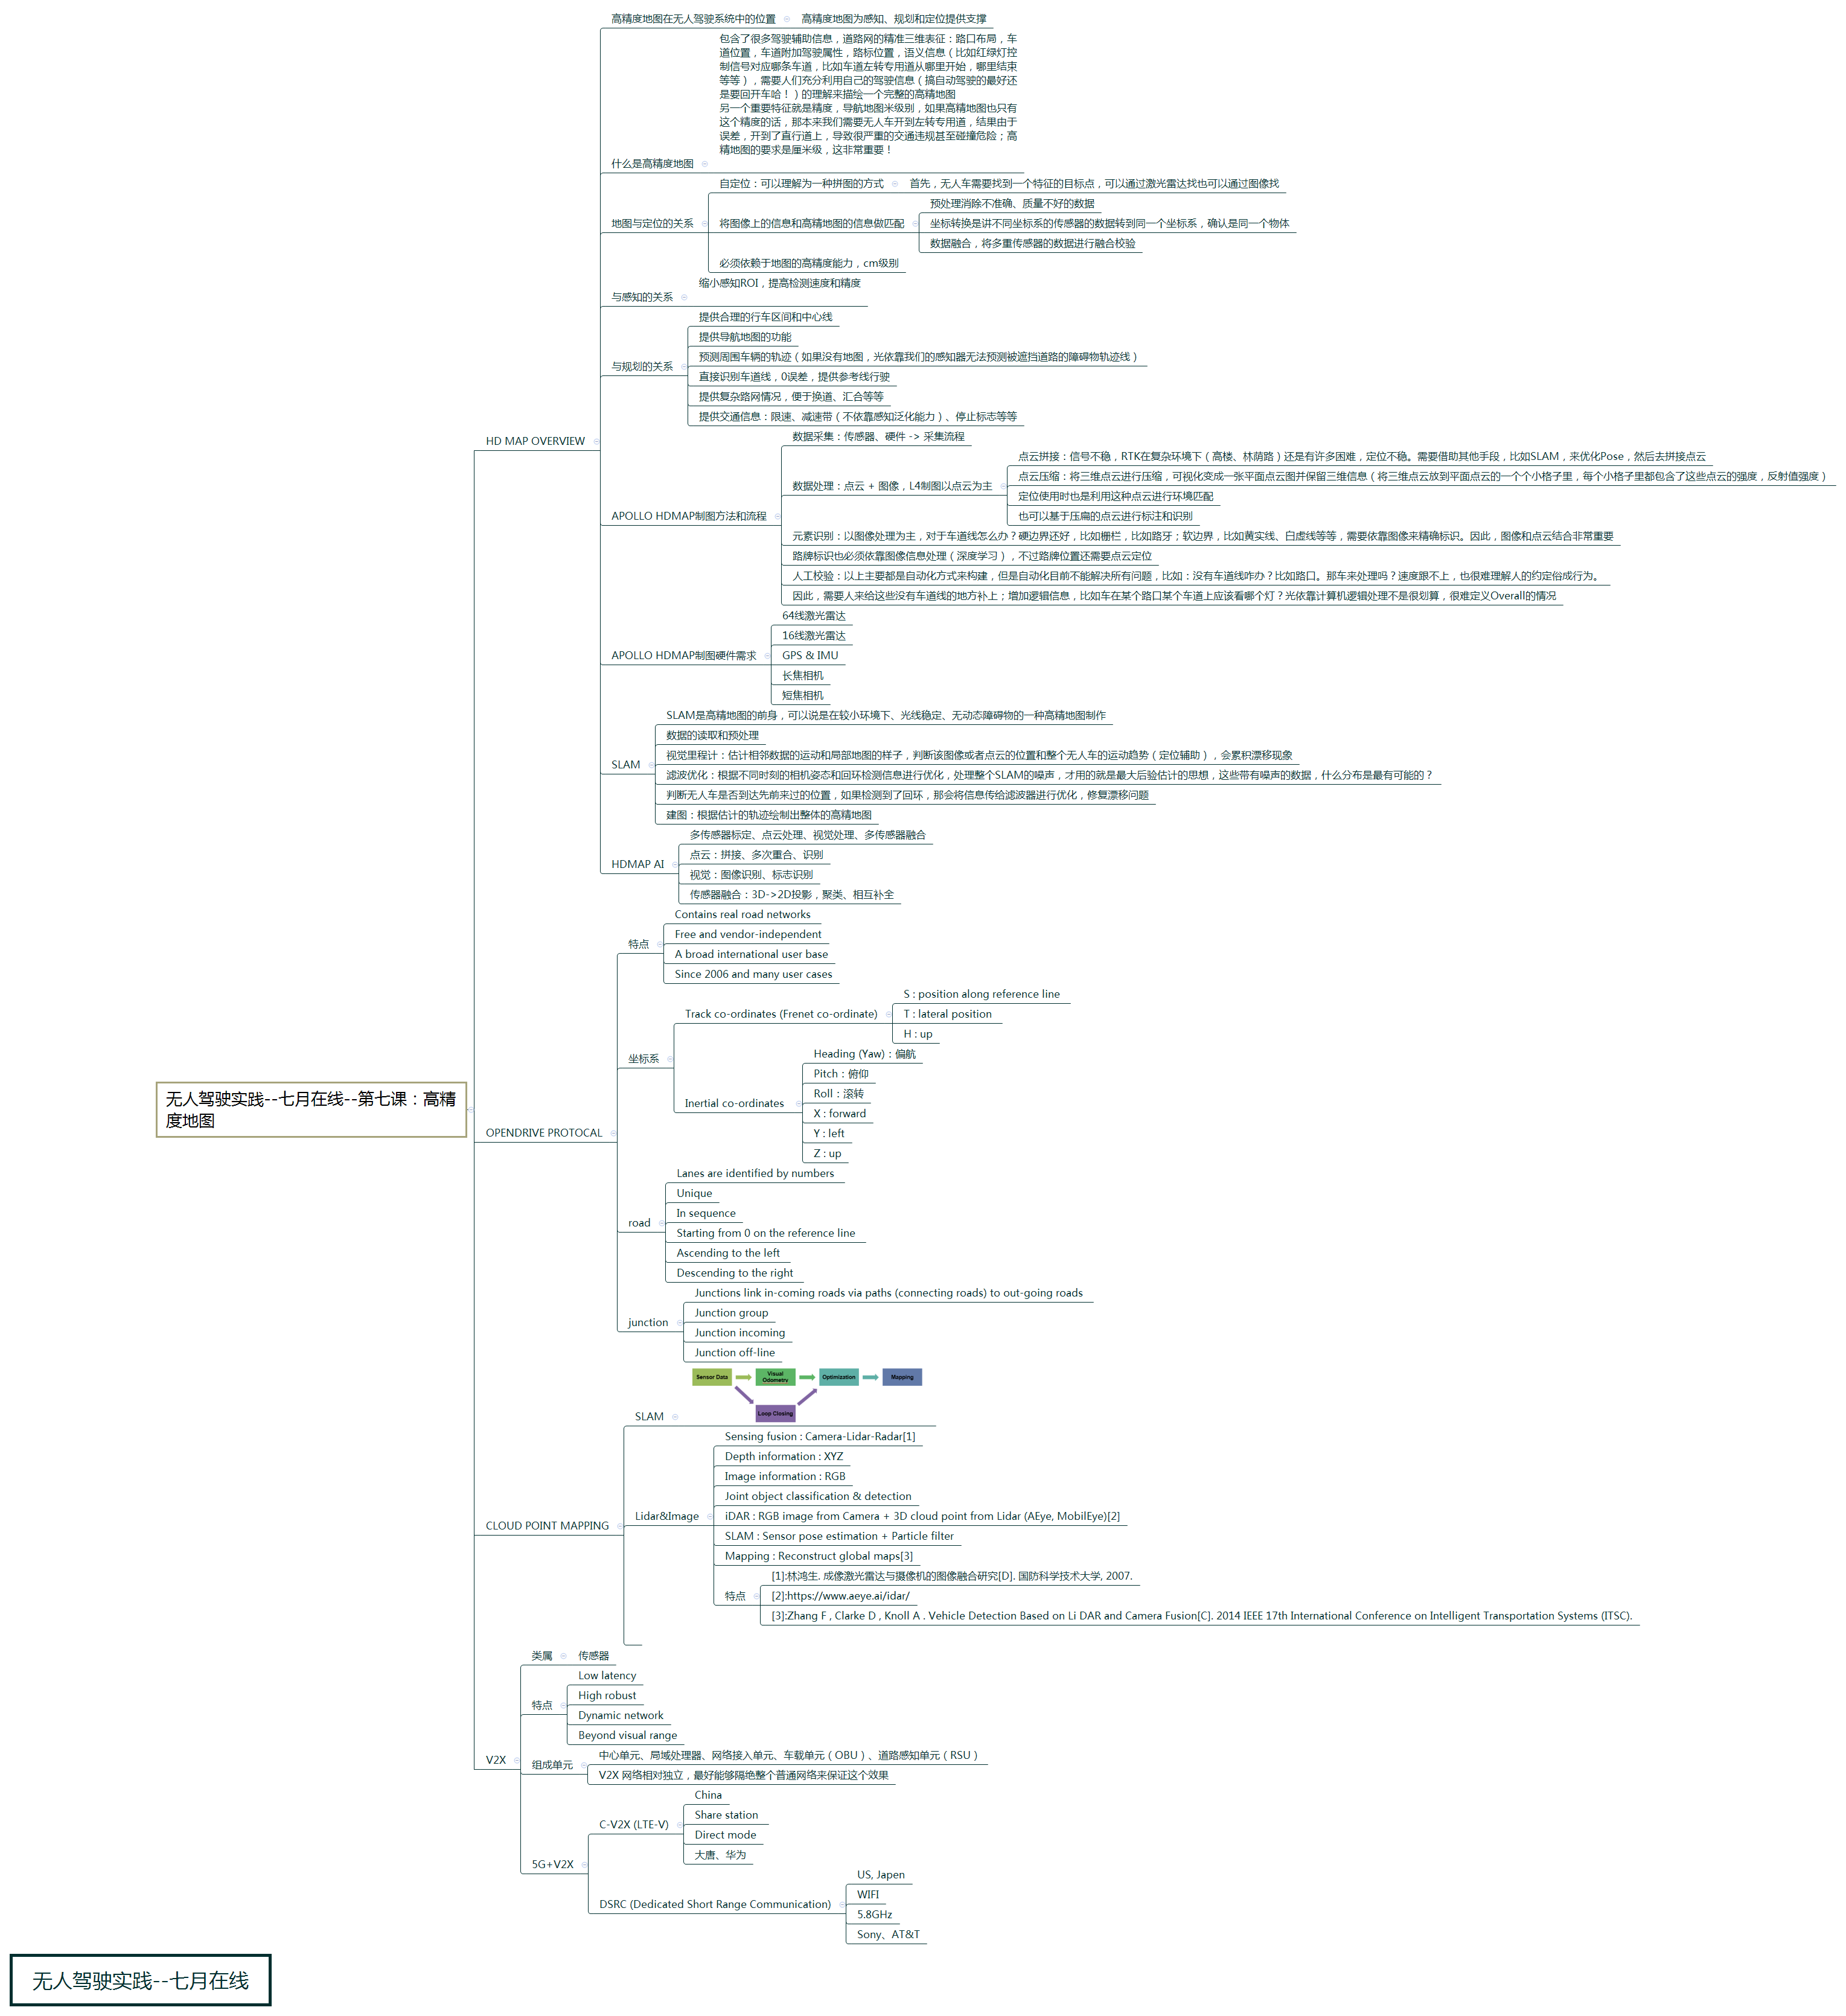 高精度地图在无人驾驶系统中的位置
高精度地图为感知、规划和定位提供支撑
包含了很多驾驶辅助信息，道路网的精准三维表征：路口布局，车
道位置，车道附加驾驶属性，路标位置，语义信息（比如红绿灯控
制信号对应哪条车道，比如车道左转专用道从哪里开始，哪里结束
等等），需要人们充分利用自己的驾驶信息（搞自动驾驶的最好还
是要回开车哈！）的理解来描绘一个完整的高精地图
另一个重要特征就是精度，导航地图米级别，如果高精地图也只有
这个精度的话，那本来我们需要无人车开到左转专用道，结果由于
误差，开到了直行道上，导致很严重的交通违规甚至碰撞危险；高
精地图的要求是厘米级，这非常重要！
什么是高精度地图
自定位：可以理解为一种拼图的方式
首先，无人车需要找到一个特征的目标点，可以通过激光雷达找也可以通过图像找
地图与定位的关系
将图像上的信息和高精地图的信息做匹配
预处理消除不准确、质量不好的数据
坐标转换是讲不同坐标系的传感器的数据转到同一个坐标系，确认是同一个物体
数据融合，将多重传感器的数据进行融合校验
必须依赖于地图的高精度能力，cm级别
与感知的关系
缩小感知ROI，提高检测速度和精度
与规划的关系
提供合理的行车区间和中心线
提供导航地图的功能
预测周围车辆的轨迹（如果没有地图，光依靠我们的感知器无法预测被遮挡道路的障碍物轨迹线）
直接识别车道线，0误差，提供参考线行驶
提供复杂路网情况，便于换道、汇合等等
提供交通信息：限速、减速带（不依靠感知泛化能力）、停止标志等等
HD MAP OVERVIEW
APOLLO HDMAP制图方法和流程
数据采集：传感器、硬件 -> 采集流程
数据处理：点云 + 图像，L4制图以点云为主
点云拼接：信号不稳，RTK在复杂环境下（高楼、林荫路）还是有许多困难，定位不稳。需要借助其他手段，比如SLAM，来优化Pose，然后去拼接点云
点云压缩：将三维点云进行压缩，可视化变成一张平面点云图并保留三维信息（将三维点云放到平面点云的一个个小格子里，每个小格子里都包含了这些点云的强度，反射值强度）
定位使用时也是利用这种点云进行环境匹配
也可以基于压扁的点云进行标注和识别
元素识别：以图像处理为主，对于车道线怎么办？硬边界还好，比如栅栏，比如路牙；软边界，比如黄实线、白虚线等等，需要依靠图像来精确标识。因此，图像和点云结合非常重要
路牌标识也必须依靠图像信息处理（深度学习），不过路牌位置还需要点云定位
人工校验：以上主要都是自动化方式来构建，但是自动化目前不能解决所有问题，比如：没有车道线咋办？比如路口。那车来处理吗？速度跟不上，也很难理解人的约定俗成行为。
因此，需要人来给这些没有车道线的地方补上；增加逻辑信息，比如车在某个路口某个车道上应该看哪个灯？光依靠计算机逻辑处理不是很划算，很难定义Overall的情况
APOLLO HDMAP制图硬件需求
64线激光雷达
16线激光雷达
GPS & IMU
长焦相机
短焦相机
SLAM
SLAM是高精地图的前身，可以说是在较小环境下、光线稳定、无动态障碍物的一种高精地图制作
数据的读取和预处理
视觉里程计：估计相邻数据的运动和局部地图的样子，判断该图像或者点云的位置和整个无人车的运动趋势（定位辅助），会累积漂移现象
滤波优化：根据不同时刻的相机姿态和回环检测信息进行优化，处理整个SLAM的噪声，才用的就是最大后验估计的思想，这些带有噪声的数据，什么分布是最有可能的？
判断无人车是否到达先前来过的位置，如果检测到了回环，那会将信息传给滤波器进行优化，修复漂移问题
建图：根据估计的轨迹绘制出整体的高精地图
HDMAP AI
多传感器标定、点云处理、视觉处理、多传感器融合
点云：拼接、多次重合、识别
视觉：图像识别、标志识别
传感器融合：3D->2D投影，聚类、相互补全
无人驾驶实践--七月在线--第七课：高精
度地图
OPENDRIVE PROTOCAL
特点
Contains real road networks
Free and vendor-independent
A broad international user base
Since 2006 and many user cases
坐标系
Track co-ordinates (Frenet co-ordinate)
S : position along reference line
T : lateral position
H : up
Inertial co-ordinates
Heading (Yaw)：偏航
Pitch：俯仰
Roll：滚转
X : forward
Y : left
Z : up
road
Lanes are identified by numbers
Unique
In sequence
Starting from 0 on the reference line
Ascending to the left
Descending to the right
junction
Junctions link in-coming roads via paths (connecting roads) to out-going roads
Junction group
Junction incoming
Junction off-line
CLOUD POINT MAPPING
SLAM
Sensor Data
Visual
Odometry
Optimization
Mapping
Loop Closing
Lidar&Image
Sensing fusion : Camera-Lidar-Radar[1]
Depth information : XYZ
Image information : RGB
Joint object classification & detection
iDAR : RGB image from Camera + 3D cloud point from Lidar (AEye, MobilEye)[2]
SLAM : Sensor pose estimation + Particle filter
Mapping : Reconstruct global maps[3]
特点
[1]:林鸿生. 成像激光雷达与摄像机的图像融合研究[D]. 国防科学技术大学, 2007.
[2]:https://www.aeye.ai/idar/
[3]:Zhang F , Clarke D , Knoll A . Vehicle Detection Based on Li DAR and Camera Fusion[C]. 2014 IEEE 17th International Conference on Intelligent Transportation Systems (ITSC).
V2X
类属
传感器
特点
Low latency
High robust
Dynamic network
Beyond visual range
组成单元
中心单元、局域处理器、网络接入单元、车载单元（OBU）、道路感知单元（RSU）
V2X 网络相对独立，最好能够隔绝整个普通网络来保证这个效果
5G+V2X
C-V2X (LTE-V)
China
Share station
Direct mode
大唐、华为
DSRC (Dedicated Short Range Communication)
US, Japen
WIFI
5.8GHz
Sony、AT&T
无人驾驶实践--七月在线